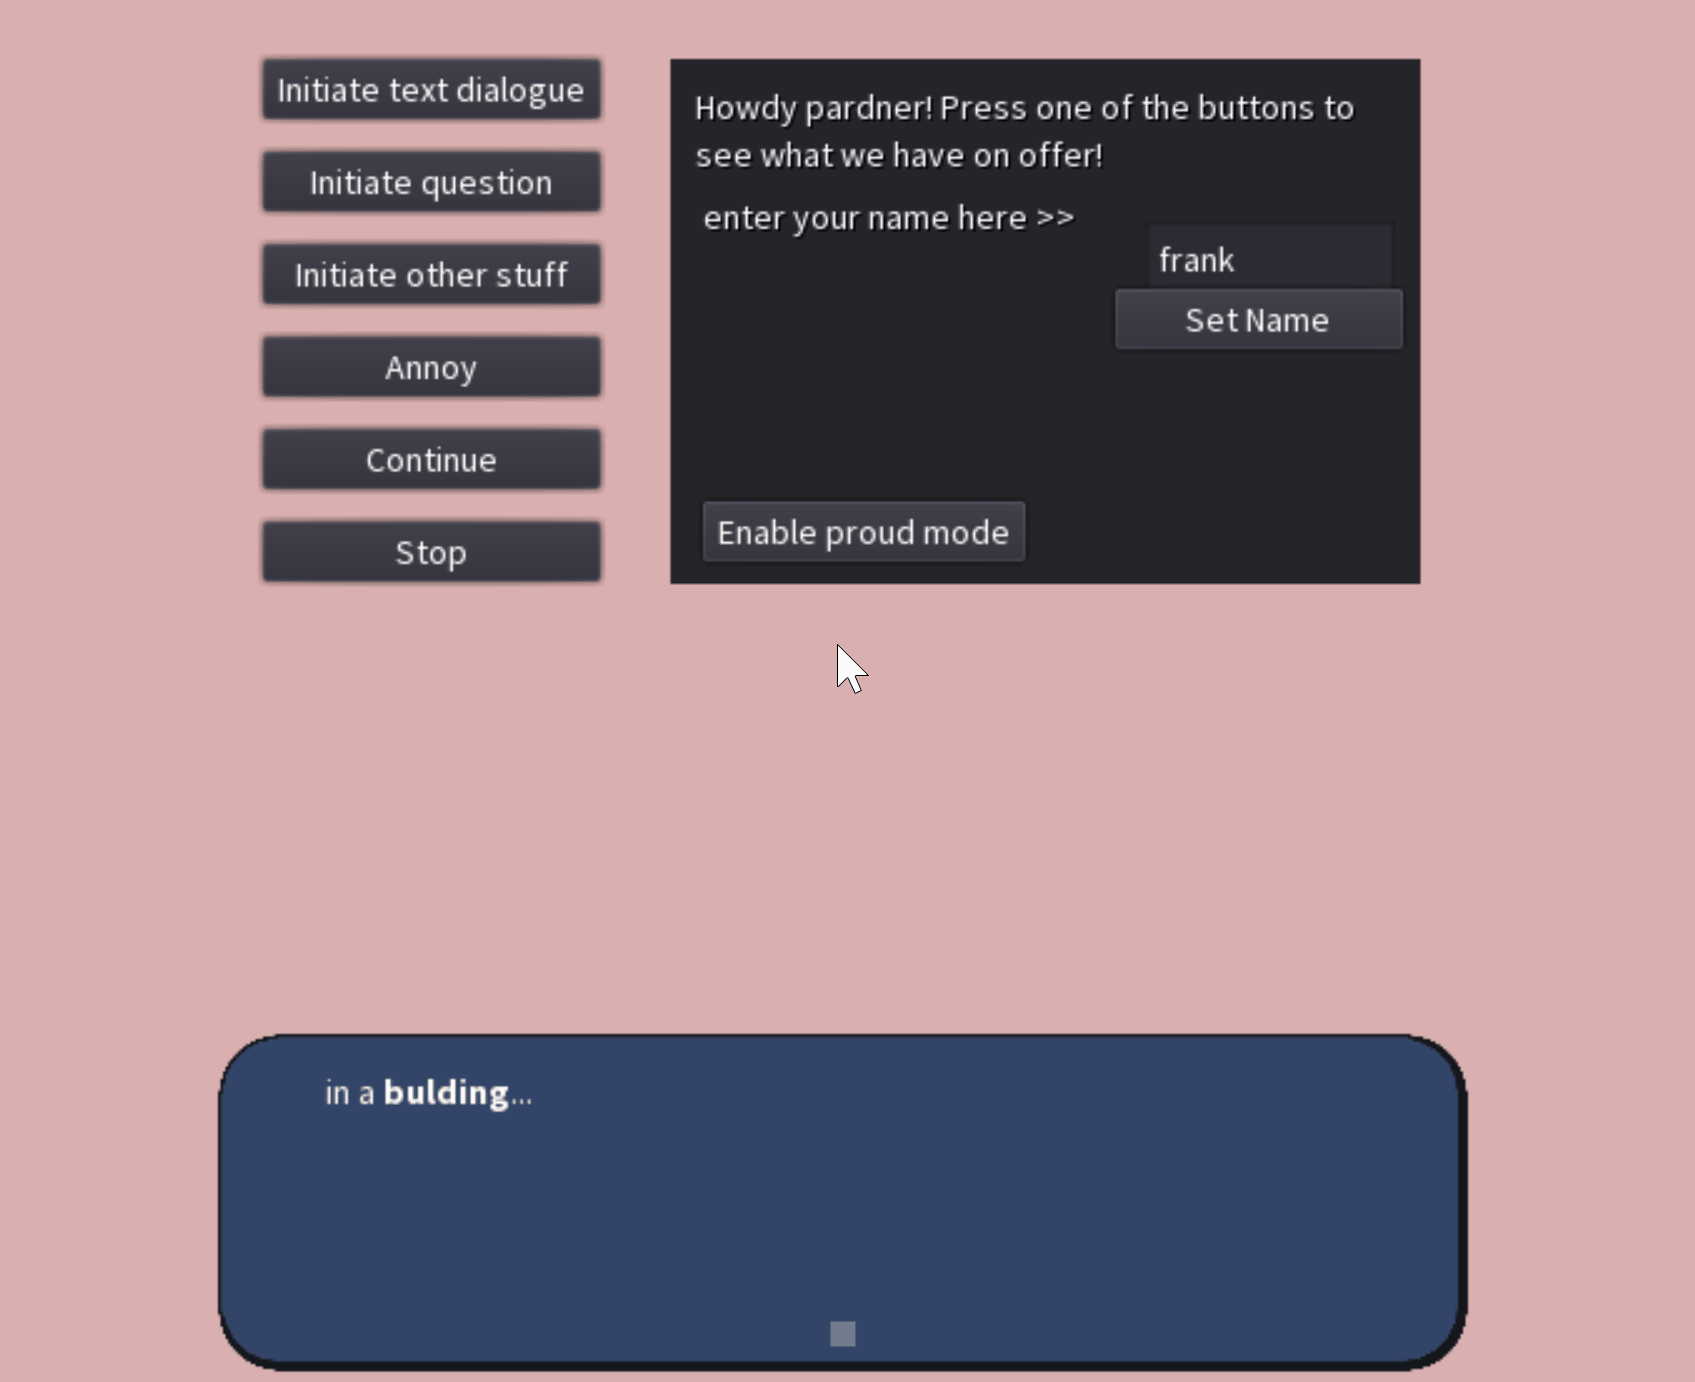 Initiate text dialogue
Initiate question
Initiate other stuff
Annoy
Continue
Stop
Howdy pardner! Press one of the buttons to
see what we have on offer!
enter your name here >>
frank
Set Name
Enable proud mode
in a bulding...